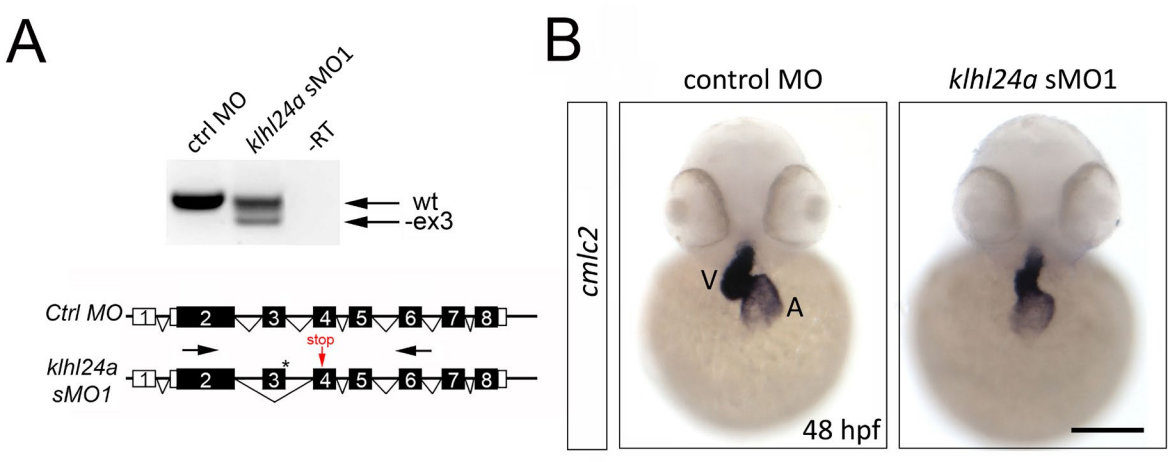 A
ctrl MO
klhl24a sMO1
-RT
wt
-ex3
Ctrl MO
1 2 3 4 5 6 7 8
stop
klhl24a
sMO1
1 2 3 * 4 5 6 7 8
B
control MO
klhl24a sMO1
cmlc2
V
A
48 hpf